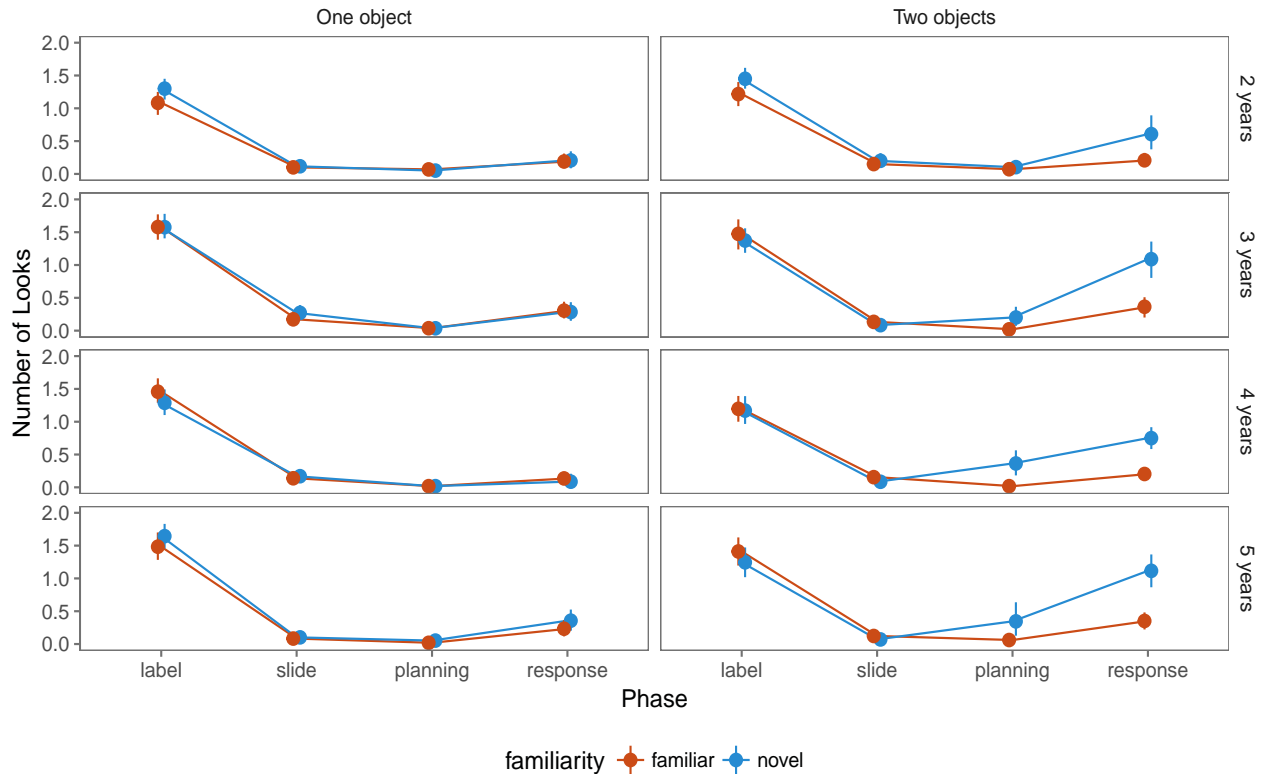 One object
Two objects
2.0
1.5
1.0
0.5
0.0
2 years
2.0
1.5
1.0
0.5
0.0
3 years
2.0
1.5
1.0
0.5
0.0
4 years
2.0
1.5
1.0
0.5
0.0
5 years
Number of Looks
label slide planning response
label slide planning response
Phase
familiarity familiar novel